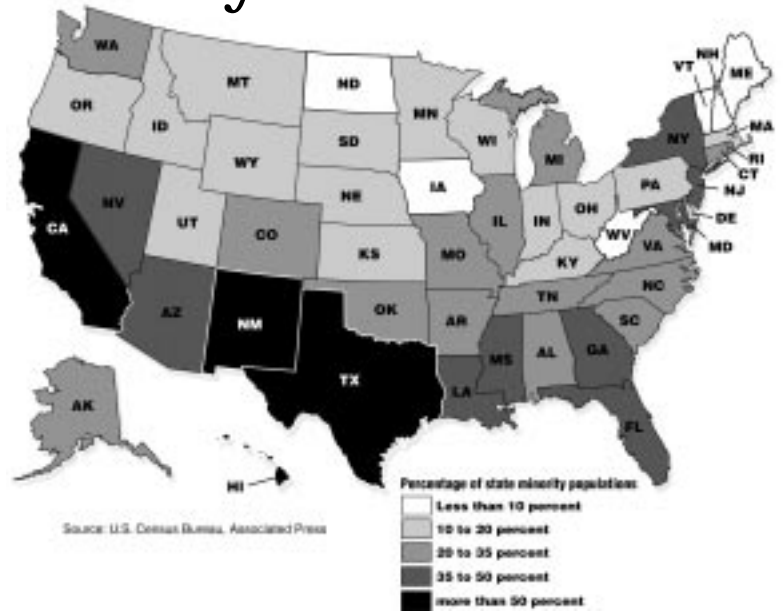 y
WA
MT
ND
MN
OR
ID
SD
WI
MI
WY
NE
IA
VT
NH
ME
NY
MA
RI
CT
NJ
PA
DE
MD
NV
UT
CO
KS
MO
IL
IN
OH
WV
VA
KY
CA
AZ
NM
OK
AR
TN
NC
SC
TX
LA
MS
AL
GA
FL
AK
HI
Percentage of state minority populations
Less than 10 percent
10 to 20 percent
20 to 35 percent
35 to 50 percent
more than 50 percent
Source: U.S. Census Bureau, Associated Press